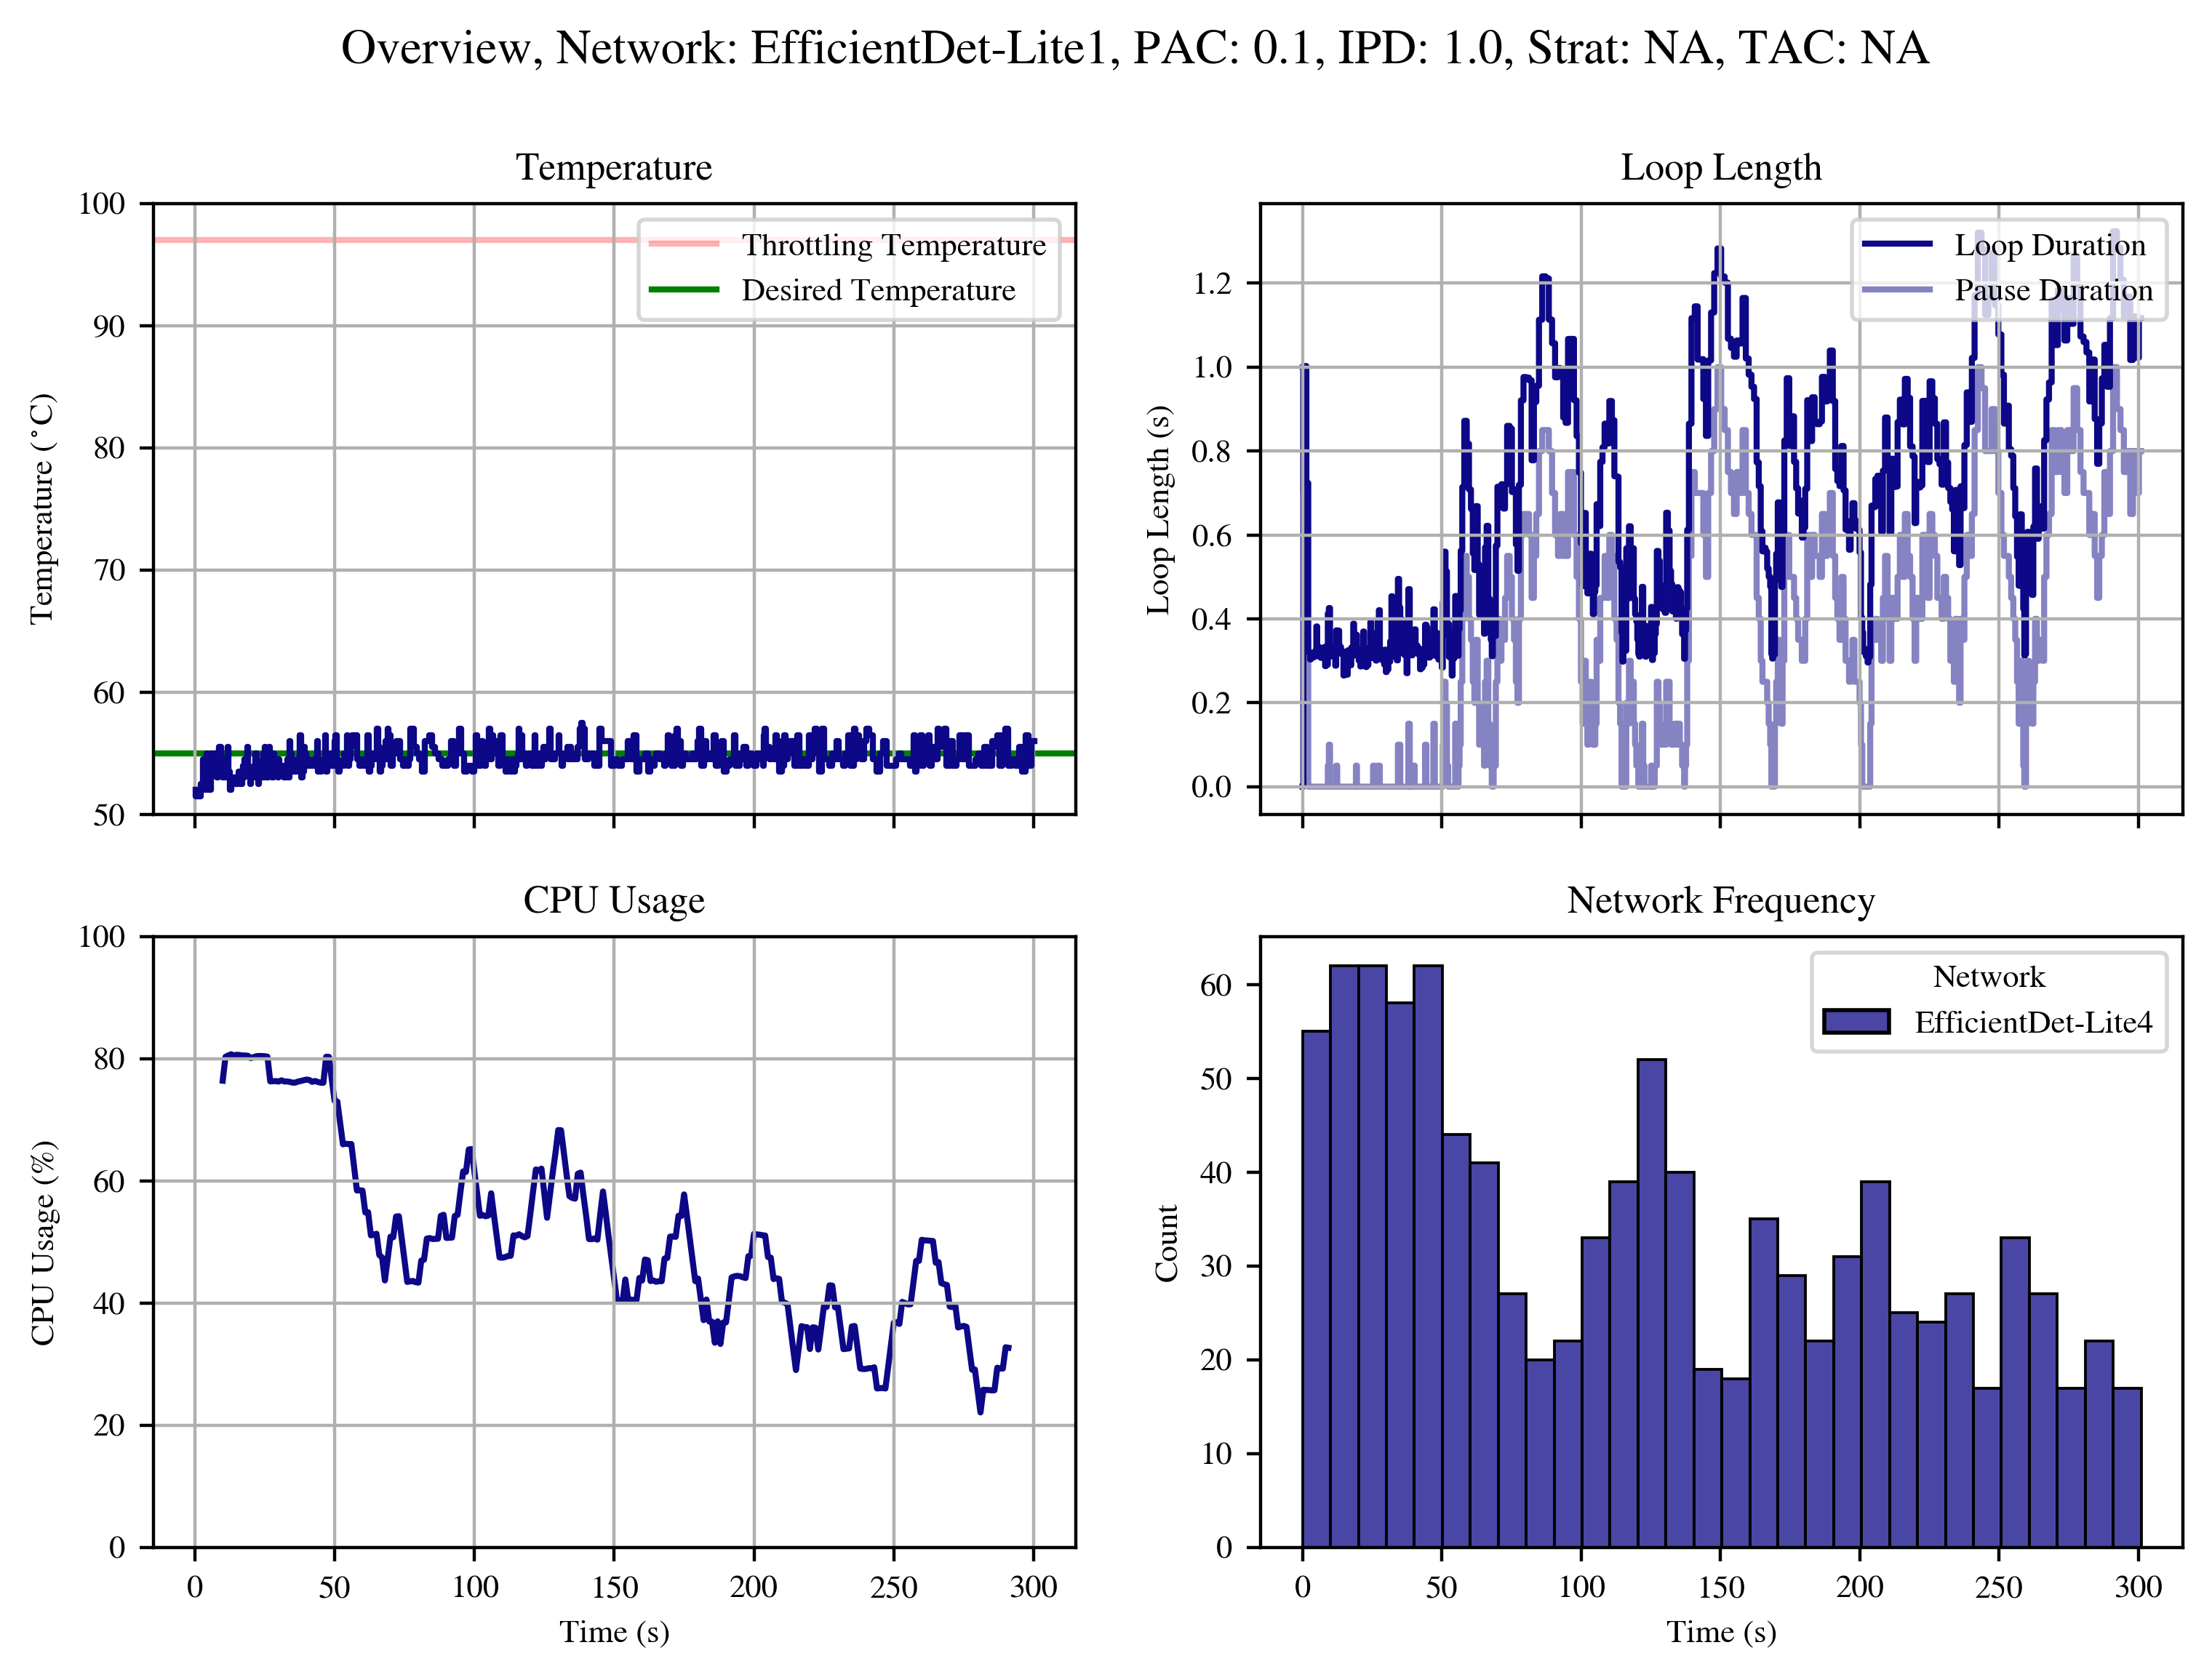 Overview, Network: EfficientDet-Lite1, PAC: 0.1, IPD: 1.0, Strat: NA, TAC: NA
Temperature
100
90
80
70
60
50
Temperature (°C)
Throttling Temperature
Desired Temperature
Loop Length
1.2
1.0
0.8
0.6
0.4
0.2
0.0
Loop Length (s)
Loop Duration
Pause Duration
CPU Usage
100
80
60
40
20
0
CPU Usage (%)
0 50 100 150 200 250 300
Time (s)
Network Frequency
60
50
40
30
20
10
0
Count
Network
EfficientDet-Lite4
0 50 100 150 200 250 300
Time (s)